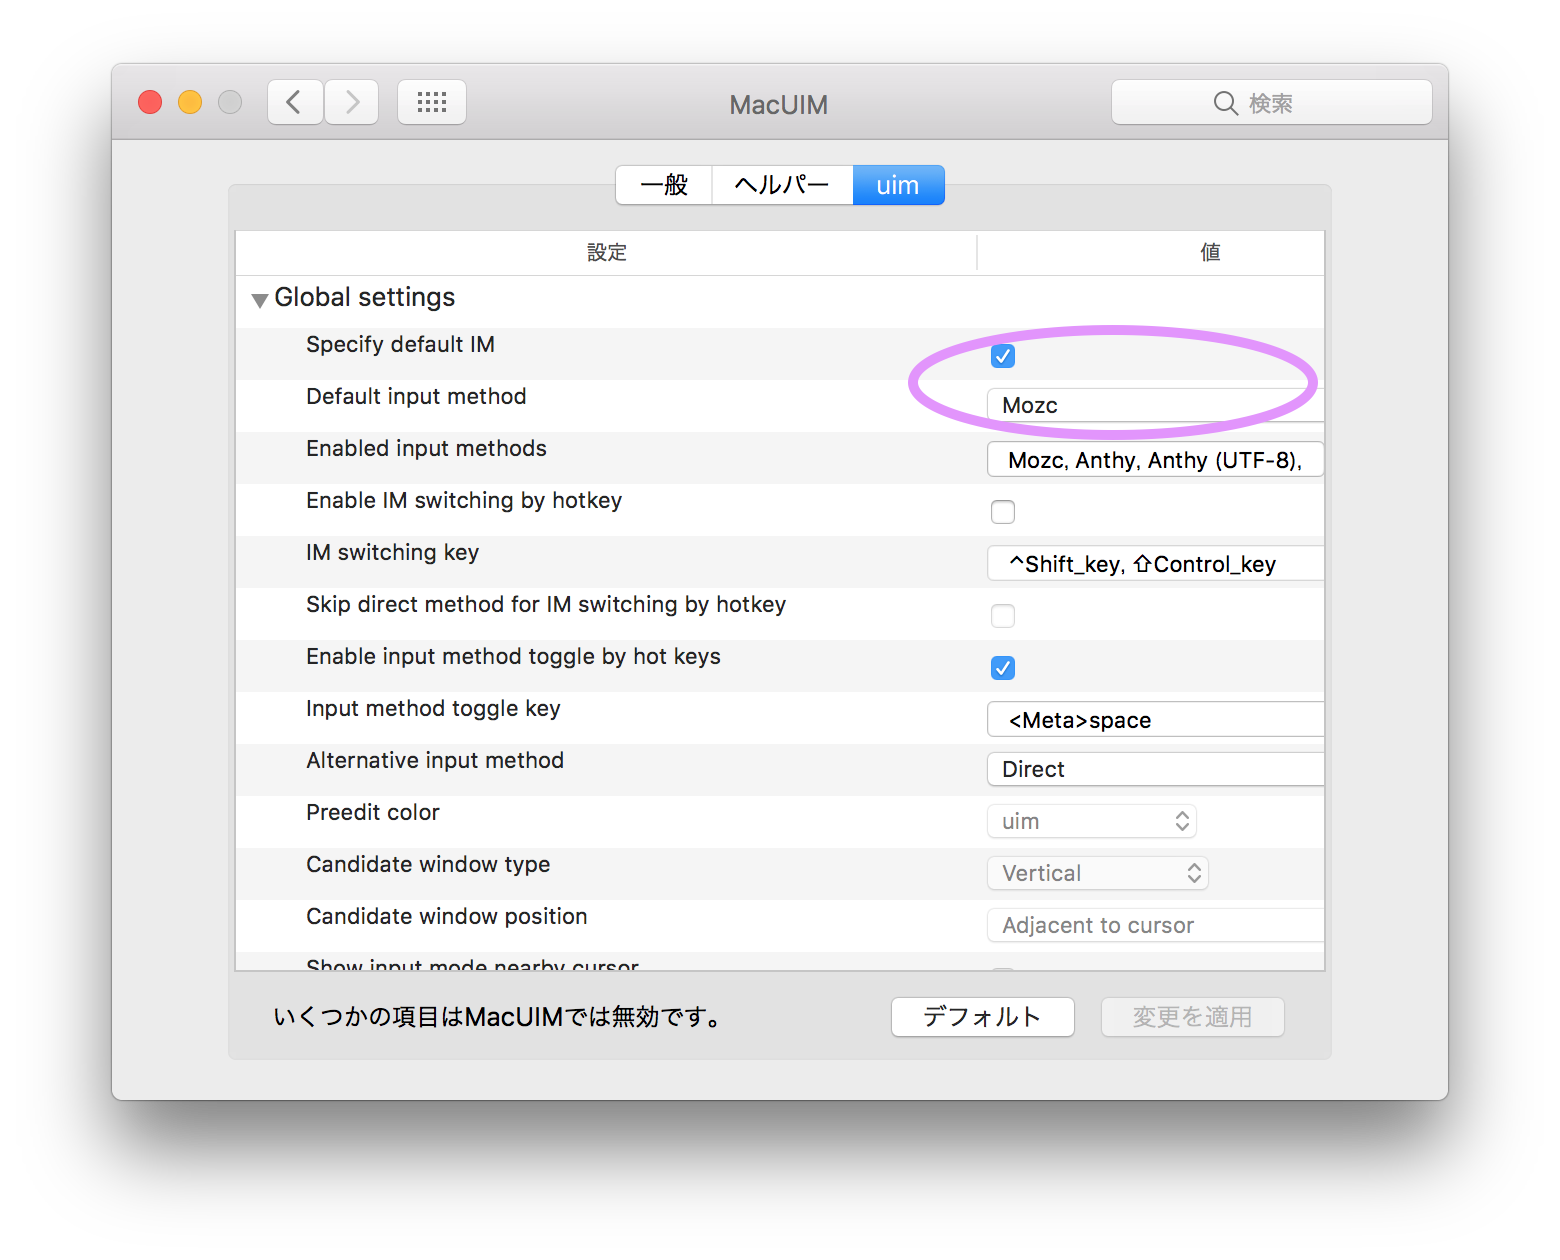 MacUIM
検索
一般 ヘルパー uim
設定 値
Global settings
Specify default IM
Default input method Mozc
Enabled input methods Mozc, Anthy, Anthy (UTF-8),
Enable IM switching by hotkey
IM switching key ^Shift_key, ⇧Control_key
Skip direct method for IM switching by hotkey
Enable input method toggle by hot keys
Input method toggle key <Meta>space
Alternative input method Direct
Preedit color uim
Candidate window type Vertical
Candidate window position Adjacent to cursor
Show input mode nearby cursor
いくつかの項目はMacUIMでは無効です。 デフォルト 変更を適用